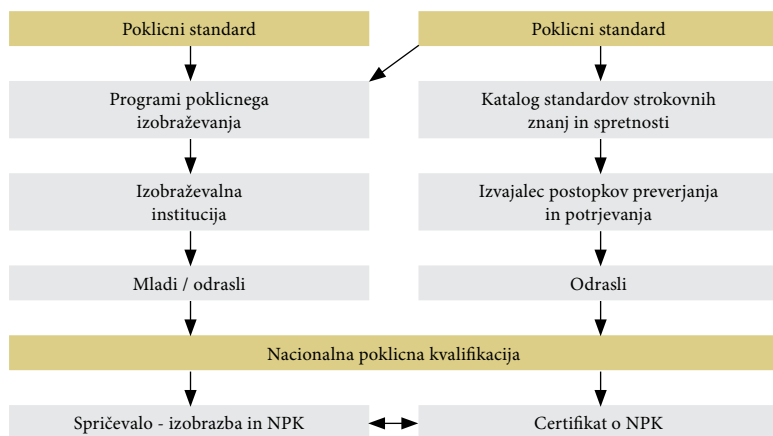 Poklicni standard
Poklicni standard
Programi poklicnega
izobraževanja
Katalog standardov strokovnih
znanj in spretnosti
Izobraževalna
institucija
Izvajalec postopkov preverjanja
in potrjevanja
Mladi / odrasli
Odrasli
Nacionalna poklicna kvalifikacija
Spričevalo - izobrazba in NPK
Certifikat o NPK